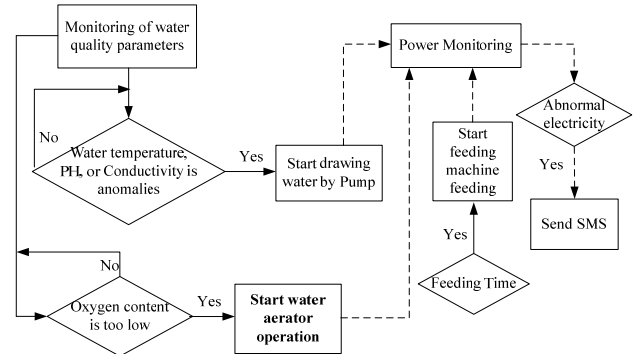 Monitoring of water
quality parameters
No
Water temperature,
PH, or Conductivity is
anomalies
Yes
Start drawing
water by Pump
No
Oxygen content
is too low
Yes
Start water
aerator
operation
Power Monitoring
Start
feeding
machine
feeding
Yes
Feeding Time
Abnormal
electricity
Yes
Send SMS